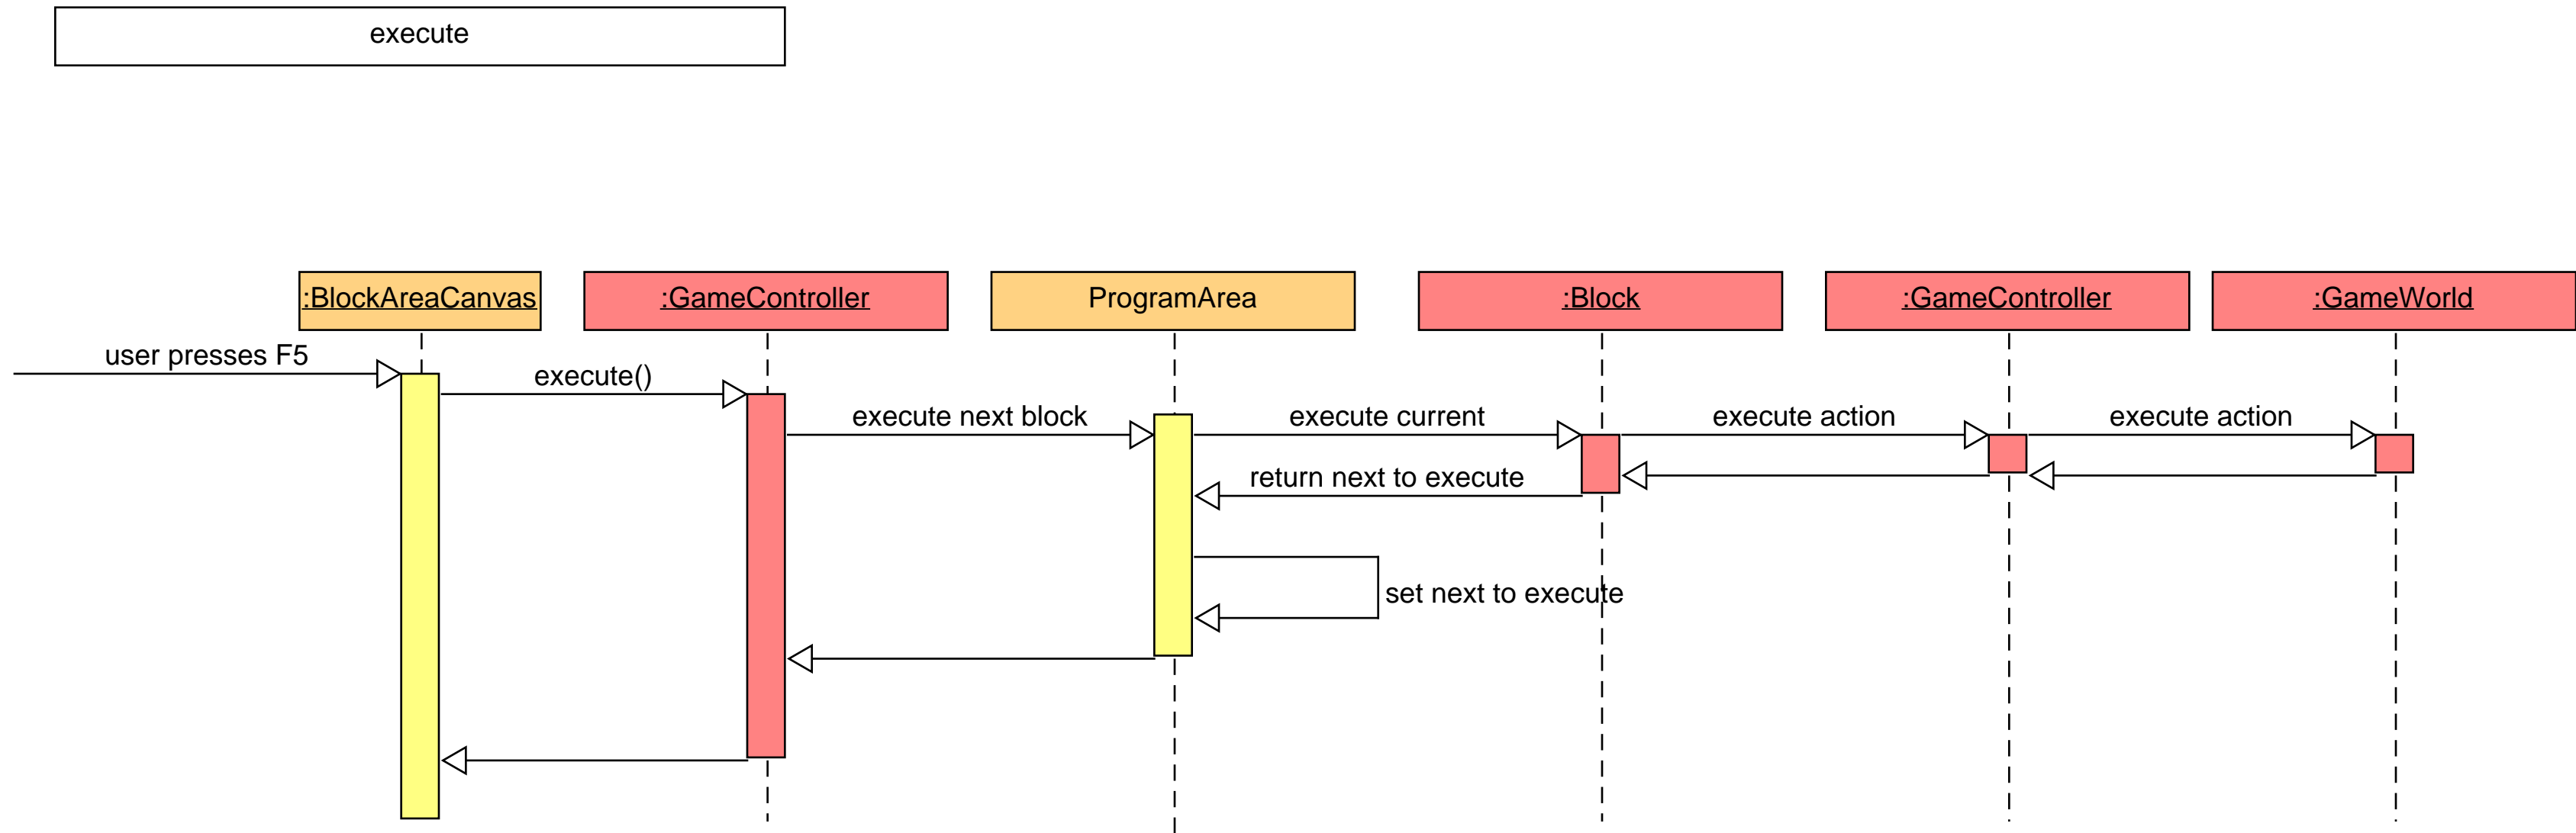 execute
:BlockAreaCanvas
:GameController
ProgramArea
:Block
:GameController
:GameWorld
user presses F5
execute()
execute next block
execute current
execute action
execute action
return next to execute
set next to execute